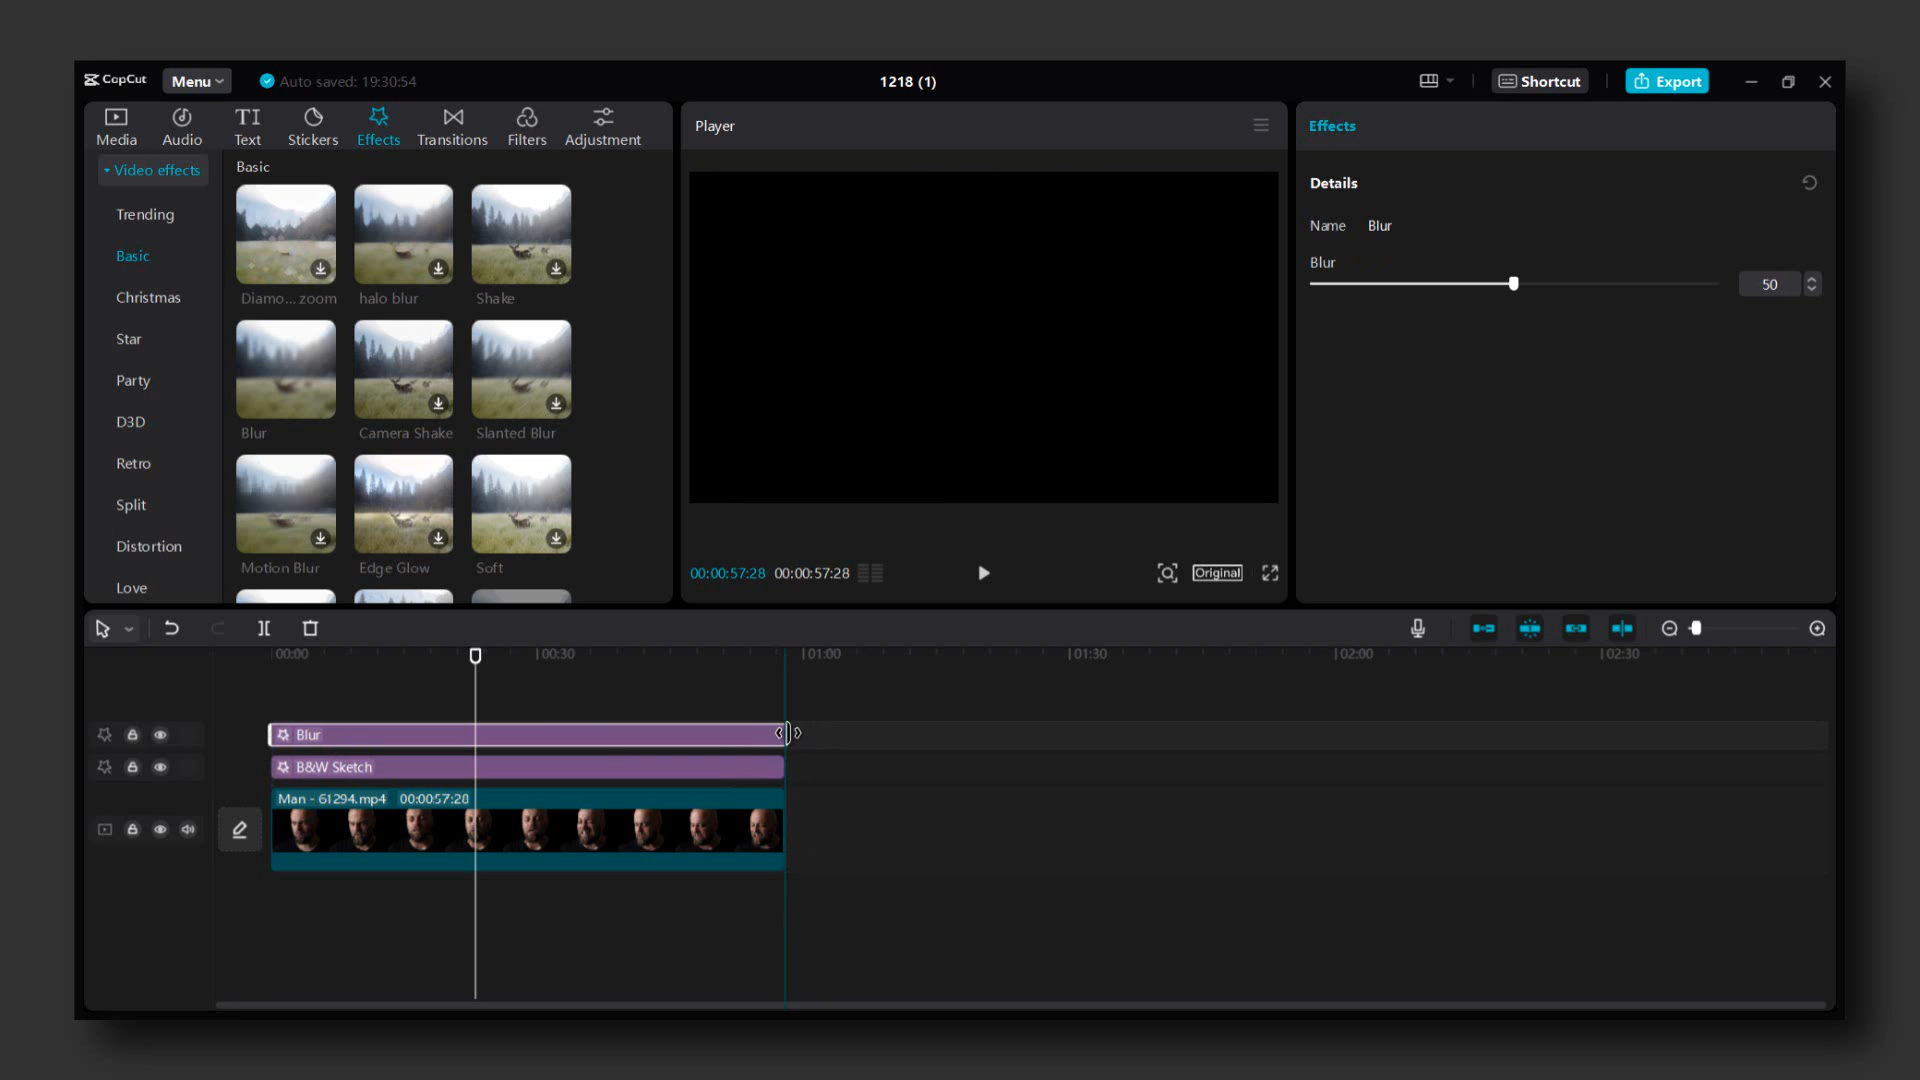 CapCut
Menu
Auto saved: 19:30:54
1218 (1)
Shortcut
Export
Media
Audio
TI
Text
Stickers
Effects
Transitions
Filters
Adjustment
Video effects
Trending
Basic
Christmas
Star
Party
D3D
Retro
Split
Distortion
Love
Basic
Diamo... zoom
halo blur
Shake
Blur
Camera Shake
Slanted Blur
Motion Blur
Edge Glow
Soft
Player
00:00:57:28 00:00:57:28
Original
Effects
Details
Name Blur
Blur
50
00:00
00:30
01:00
01:30
02:00
02:30
Blur
B&W Sketch
Man - 61294.mp4 00:00:57:28